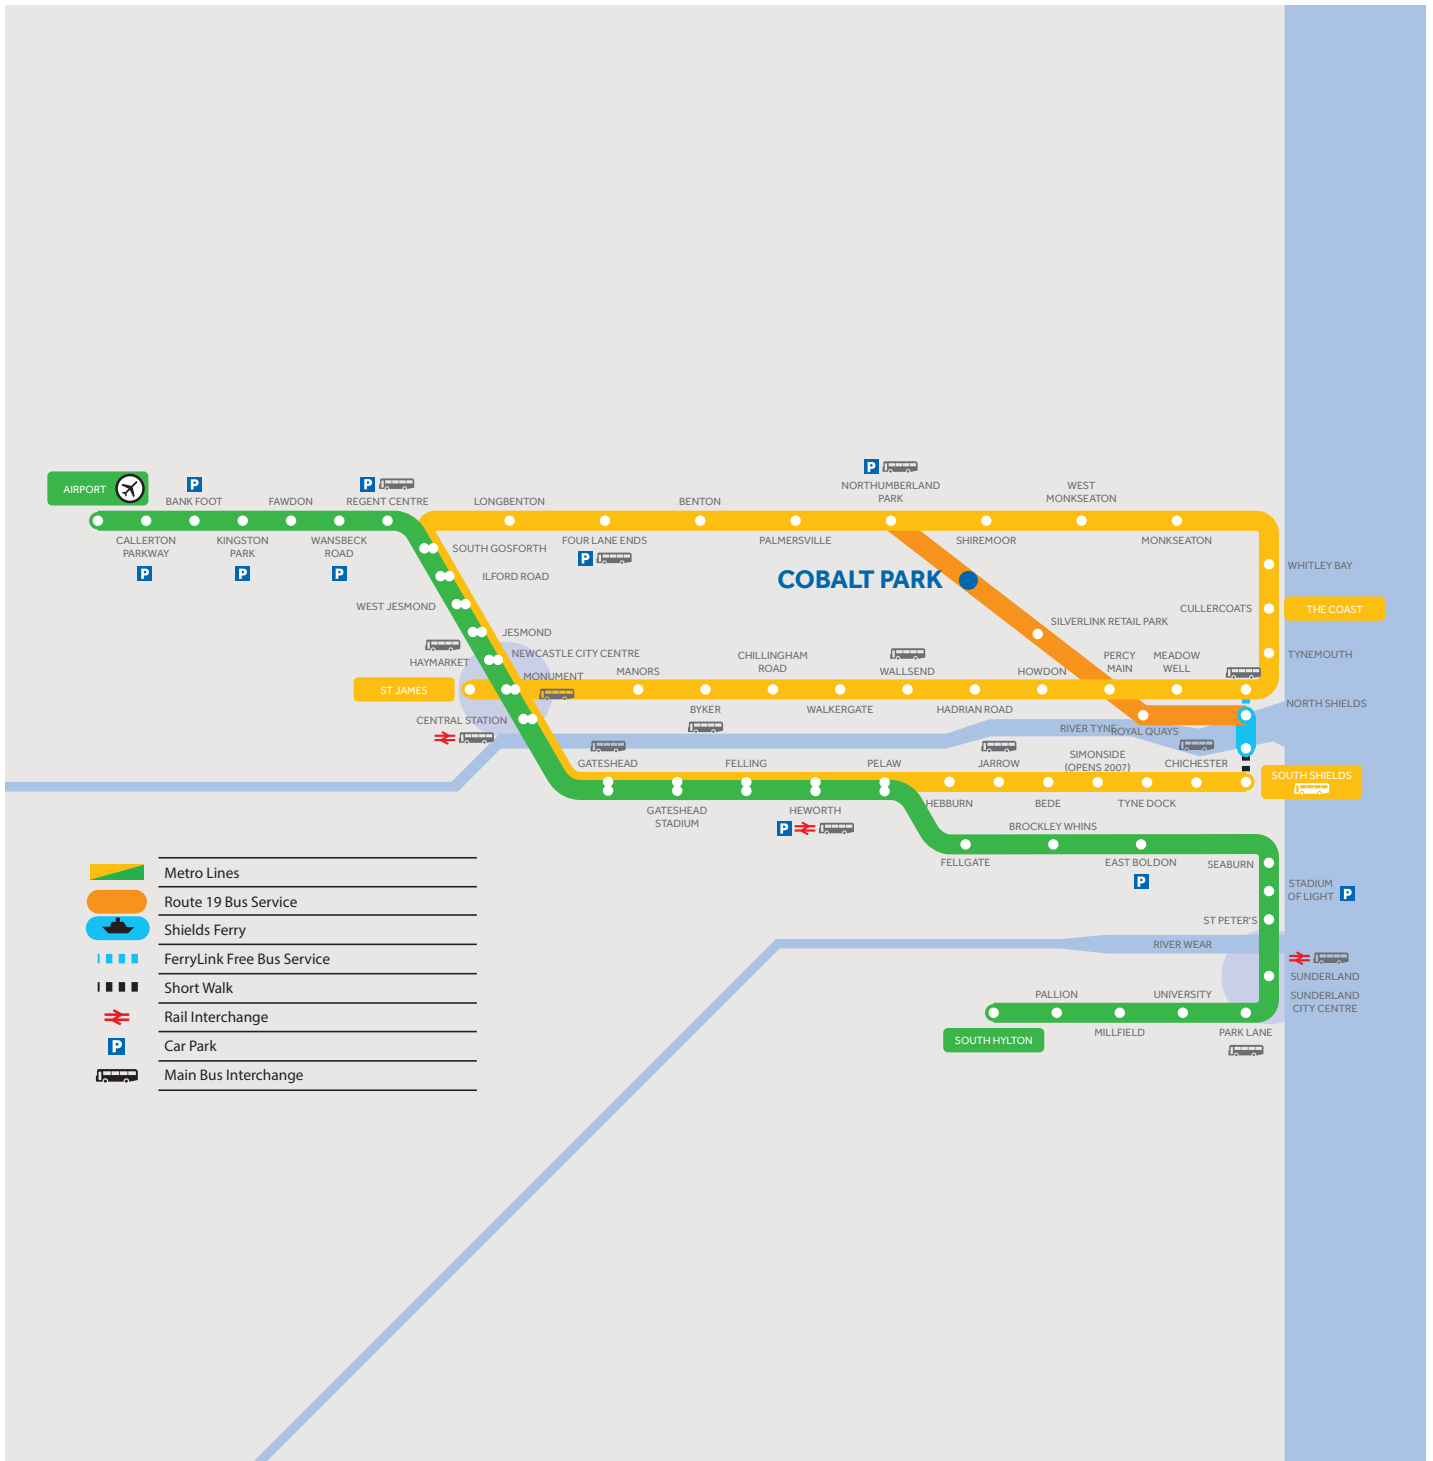 NORTHUMBERLAND
PARK
WEST
MONKSEATON
AIRPORT
BANK FOOT
FAWDON
REGENT CENTRE
LONGBENTON
BENTON
CALLERTON
PARKWAY
KINGSTON
PARK
WANSBECK
ROAD
SOUTH GOSFORTH
FOUR LANE ENDS
PALMERSVILLE
SHIREMOOR
MONKSEATON
P
P
P
P
P
P
P
ILFORD ROAD
COBALT PARK
WHITLEY BAY
WEST JESMOND
CULLERCOATS
THE COAST
SILVERLINK RETAIL PARK
JESMOND
HAYMARKET
NEWCASTLE CITY CENTRE
MONUMENT
MANORS
CHILLINGHAM
ROAD
WALLSEND
HOWDON
PERCY
MAIN
MEADOW
WELL
TYNEMOUTH
ST JAMES
NORTH SHIELDS
CENTRAL STATION
BYKER
WALKERGATE
HADRIAN ROAD
RIVER TYNE
ROYAL QUAYS
GATESHEAD
FELLING
PELAW
JARROW
SIMONSIDE
(OPENS 2007)
CHICHESTER
SOUTH SHIELDS
GATESHEAD
STADIUM
HEWORTH
P
HEBBURN
BEDE
TYNE DOCK
BROCKLEY WHINS
FELLGATE
EAST BOLDON
P
SEABURN
STADIUM
OF LIGHT
P
ST PETER'S
RIVER WEAR
SUNDERLAND
SUNDERLAND
CITY CENTRE
PALLION
UNIVERSITY
SOUTH HYLTON
MILLFIELD
PARK LANE
Metro Lines
Route 19 Bus Service
Shields Ferry
FerryLink Free Bus Service
Short Walk
Rail Interchange
P Car Park
Main Bus Interchange